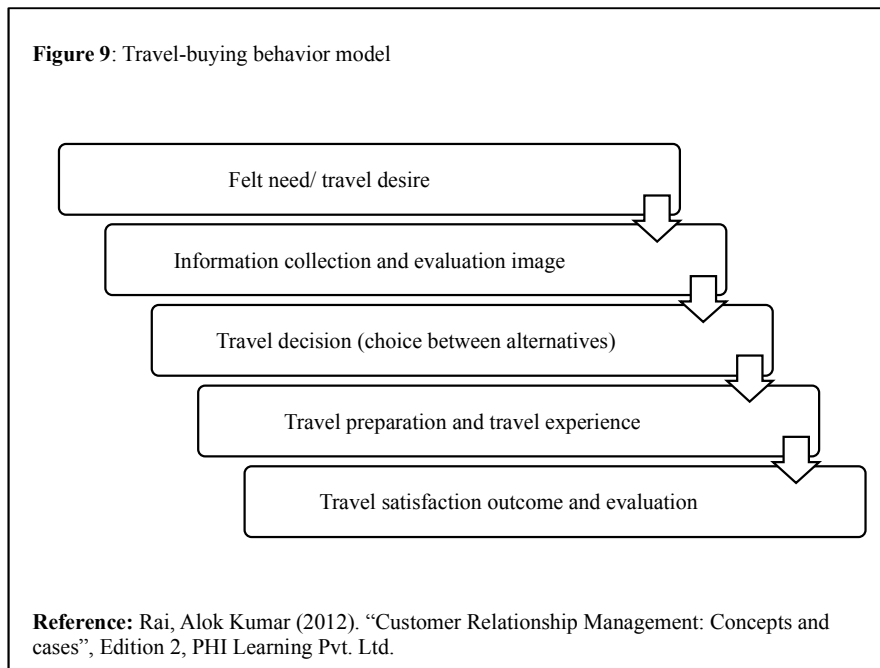 Figure 9: Travel-buying behavior model
Felt need/ travel desire
Information collection and evaluation image
Travel decision (choice between alternatives)
Travel preparation and travel experience
Travel satisfaction outcome and evaluation
Reference: Rai, Alok Kumar (2012). “Customer Relationship Management: Concepts and
cases”, Edition 2, PHI Learning Pvt. Ltd.